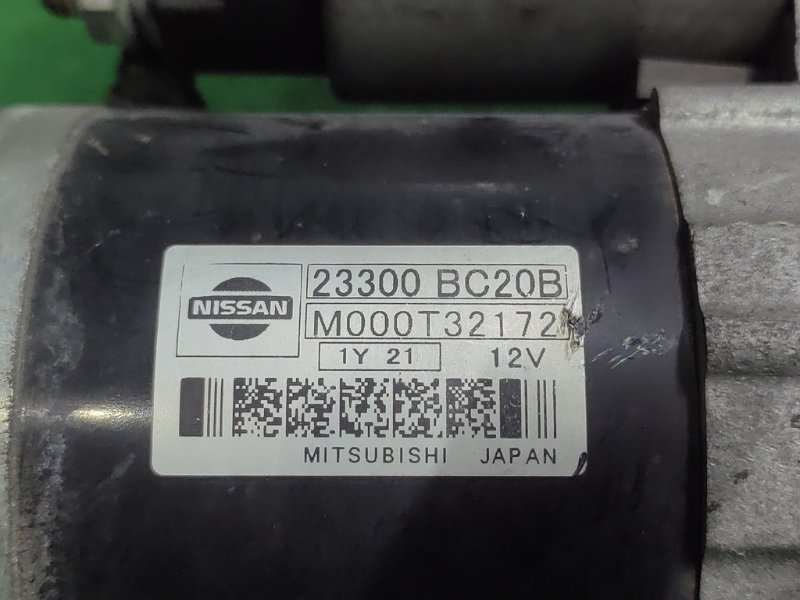 NISSAN
23300 BC20B
M000T32172
1Y 21 12V
MITSUBISHI JAPAN